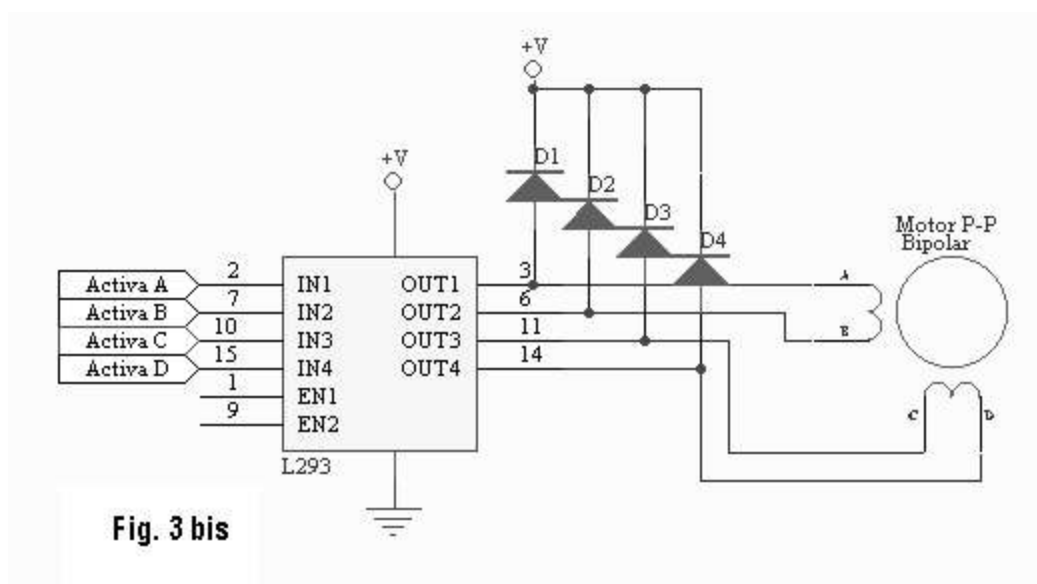 +V
D1
+V
D2
D3
Motor P-P
Bipolar
D4
Activa A
2
IN1
OUT1
3
A
Activa B
7
IN2
OUT2
6
Activa C
10
IN3
OUT3
11
B
Activa D
15
IN4
OUT4
14
1
EN1
9
EN2
C
D
L293
Fig. 3 bis